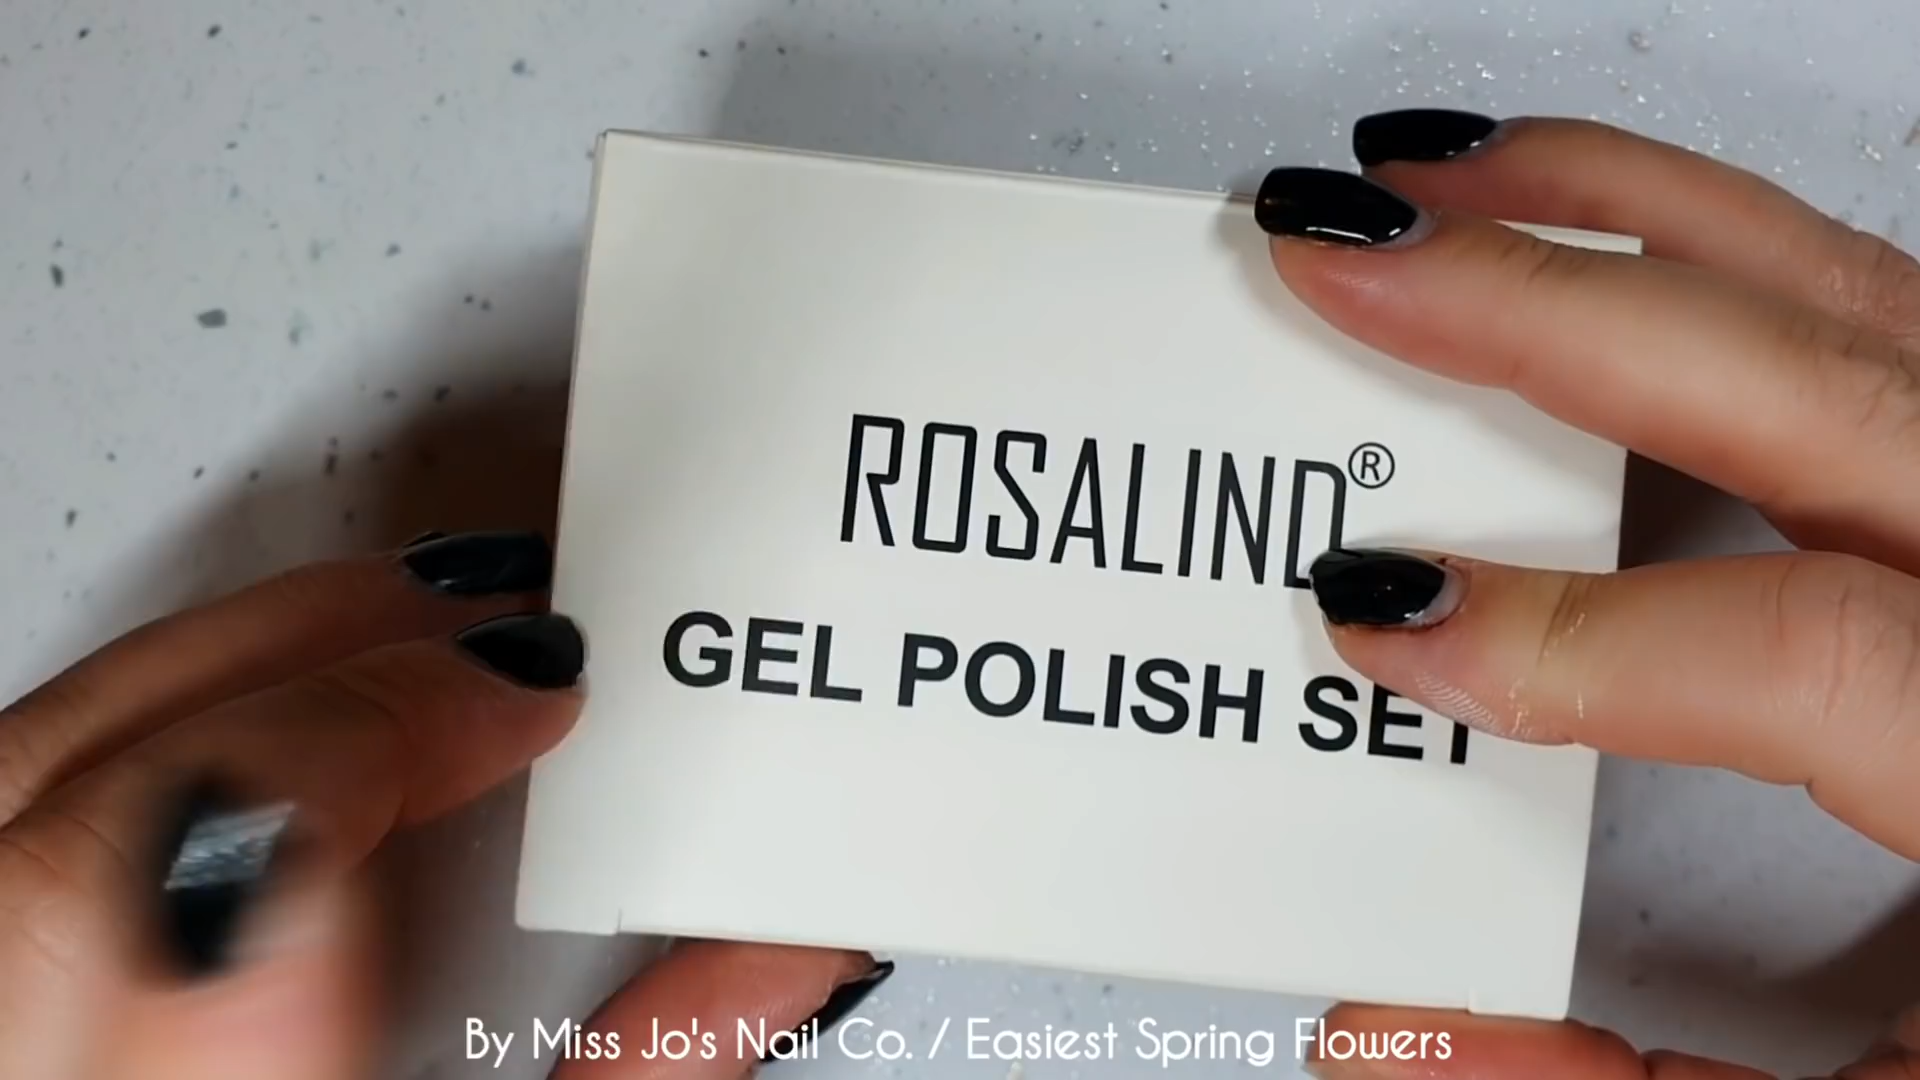 ROSALIND®
GEL POLISH SET
By Miss Jo's Nail Co. / Easiest Spring Flowers